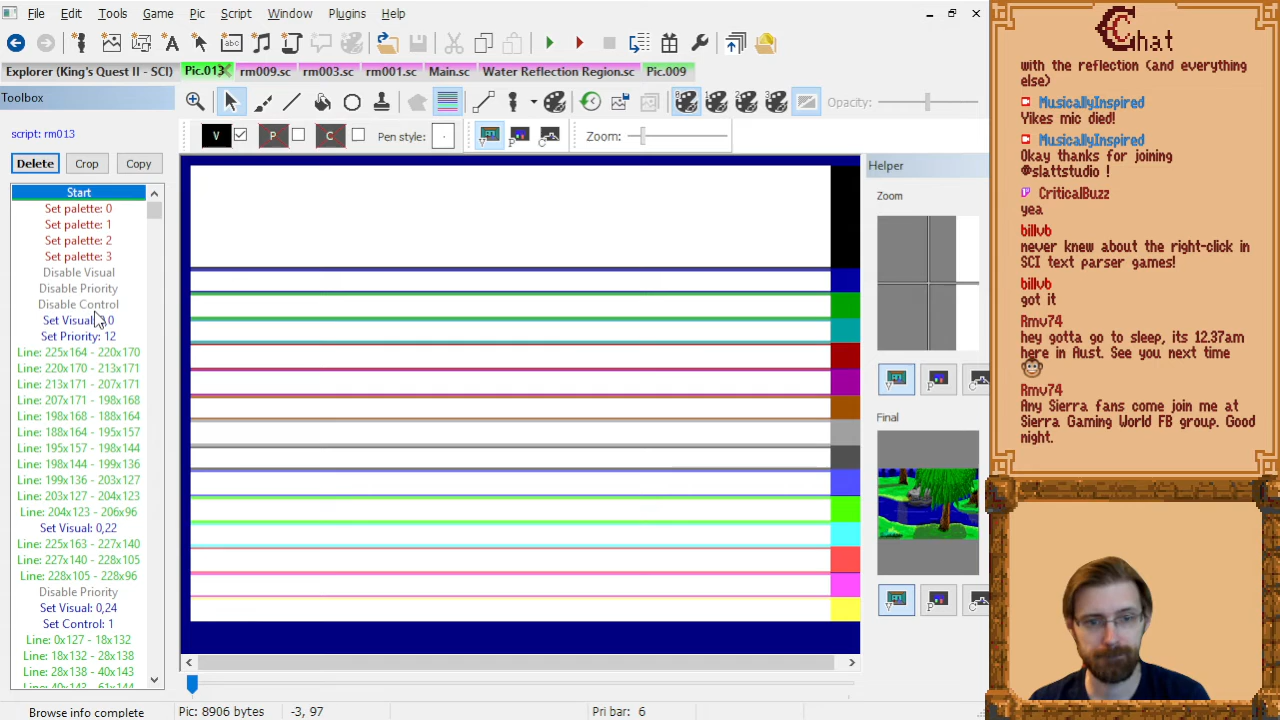 File Edit Tools Game Pic Script Window Plugins Help
Explorer (King's Quest II - SCI) Pic.013 rm009.sc rm003.sc rm001.sc Main.sc Water Reflection Region.sc Pic.009
Toolbox
Opacity:
script: rm013
V P C Pen style: Zoom:
Delete Crop Copy
Start
Set palette: 0
Set palette: 1
Set palette: 2
Set palette: 3
Disable Visual
Disable Priority
Disable Control
Set Priority: 12
Line: 225x164 - 220x170
Line: 220x170 - 213x171
Line: 213x171 - 207x171
Line: 207x171 - 198x168
Line: 198x168 - 188x164
Line: 188x164 - 195x157
Line: 195x157 - 198x144
Line: 198x144 - 199x136
Line: 199x136 - 203x127
Line: 203x127 - 204x123
Line: 204x123 - 206x96
Set Visual: 0,22
Line: 225x163 - 227x140
Line: 227x140 - 228x105
Line: 228x105 - 228x96
Disable Priority
Set Visual: 0,24
Set Control: 1
Line: 0x127 - 18x132
Line: 18x132 - 28x138
Line: 28x138 - 40x143
Line: 40x143 - 61x144
Browse info complete Pic: 8906 bytes -3, 97 Pri bar: 6
Helper
Zoom
V P
Final
V P
Chat
with the reflection (and everything
else)
MusicallyInspired
Yikes mic died!
MusicallyInspired
Okay thanks for joining
@slattstudio !
CriticalBuzz
yea
billvb
never knew about the right-click in
SCI text parser games!
billvb
got it
Rmv74
hey gotta go to sleep, its 12.37am
here in Aust. See you next time
Rmv74
Any Sierra fans come join me at
Sierra Gaming World FB group. Good
night.